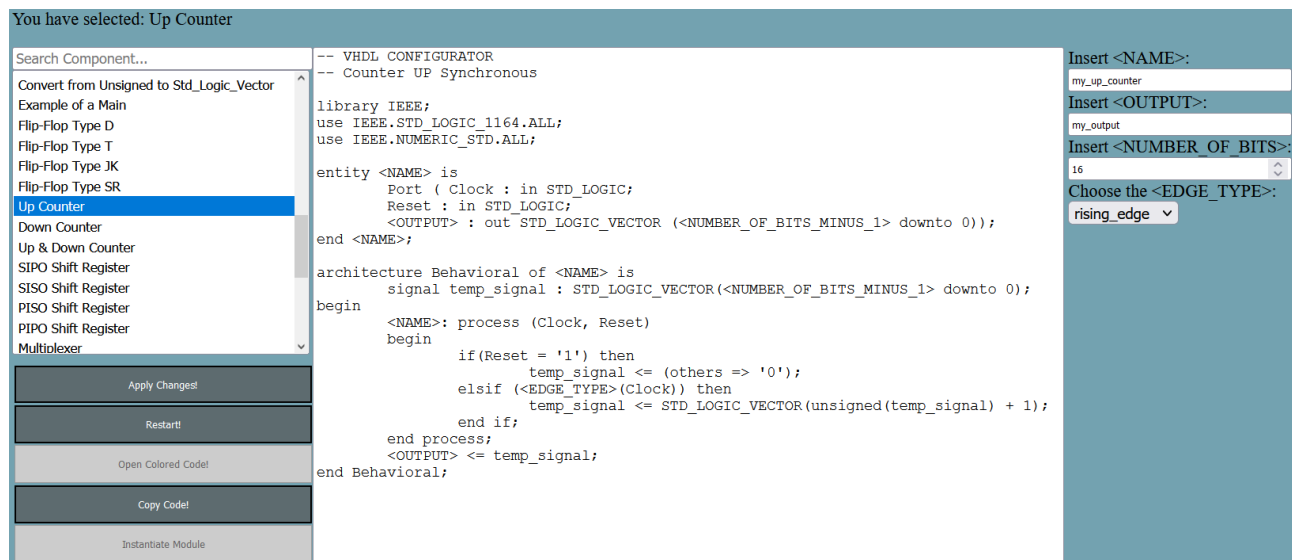 You have selected: Up Counter
Search Component...
Convert from Unsigned to Std_Logic_Vector
Example of a Main
Flip-Flop Type D
Flip-Flop Type T
Flip-Flop Type JK
Flip-Flop Type SR
Up Counter
Down Counter
Up & Down Counter
SIPO Shift Register
SISO Shift Register
PISO Shift Register
PIPO Shift Register
Multiplexer
Apply Changes!
Restart!
Open Colored Code!
Copy Code!
Instantiate Module
-- VHDL CONFIGURATOR
-- Counter UP Synchronous
library IEEE;
use IEEE.STD_LOGIC_1164.ALL;
use IEEE.NUMERIC_STD.ALL;
entity <NAME> is
Port ( Clock : in STD_LOGIC;
Reset : in STD_LOGIC;
<OUTPUT> : out STD_LOGIC_VECTOR (<NUMBER_OF_BITS_MINUS_1> downto 0));
end <NAME>;
architecture Behavioral of <NAME> is
signal temp_signal : STD_LOGIC_VECTOR(<NUMBER_OF_BITS_MINUS_1> downto 0);
begin
<NAME>: process (Clock, Reset)
begin
if(Reset = '1') then
temp_signal <= (others => '0');
elsif (<EDGE_TYPE>(Clock)) then
temp_signal <= STD_LOGIC_VECTOR(unsigned(temp_signal) + 1);
end if;
end process;
<OUTPUT> <= temp_signal;
end Behavioral;
Insert <NAME>:
my_up_counter
Insert <OUTPUT>:
my_output
Insert <NUMBER_OF_BITS>:
16
Choose the <EDGE_TYPE>:
rising_edge